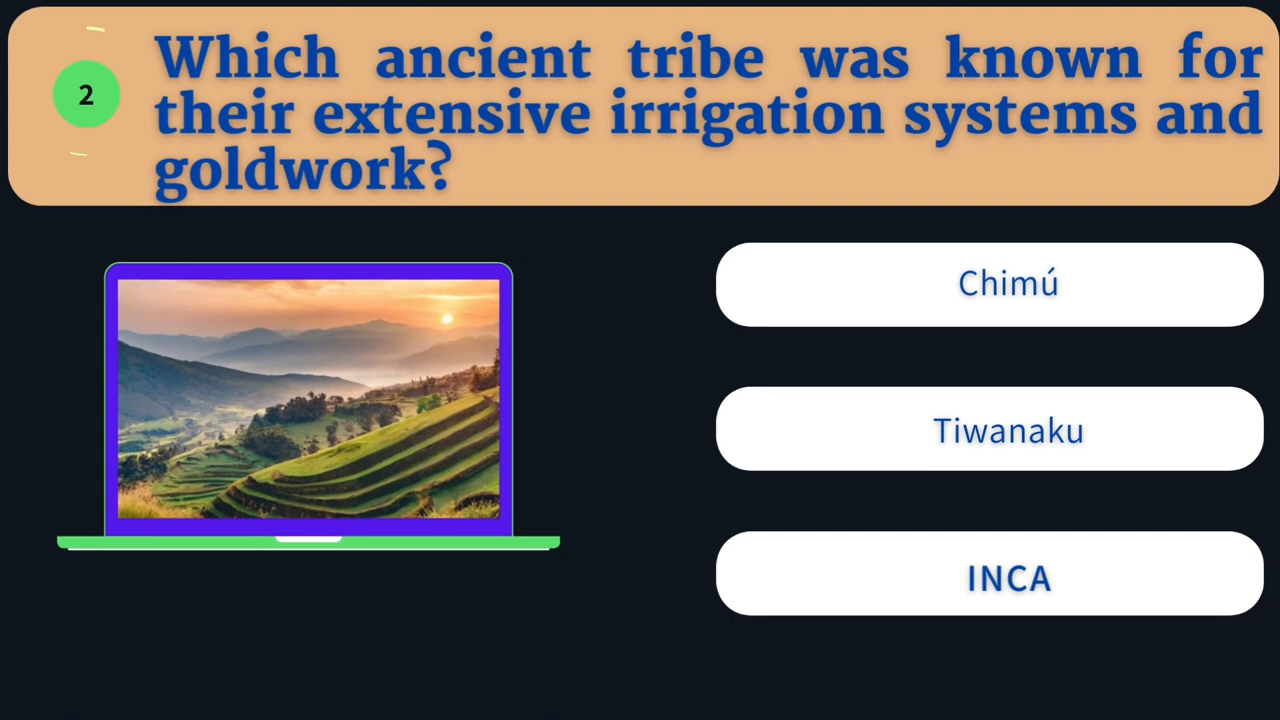 2
Which ancient tribe was known for
their extensive irrigation systems and
goldwork?
Chimú
Tiwanaku
INCA